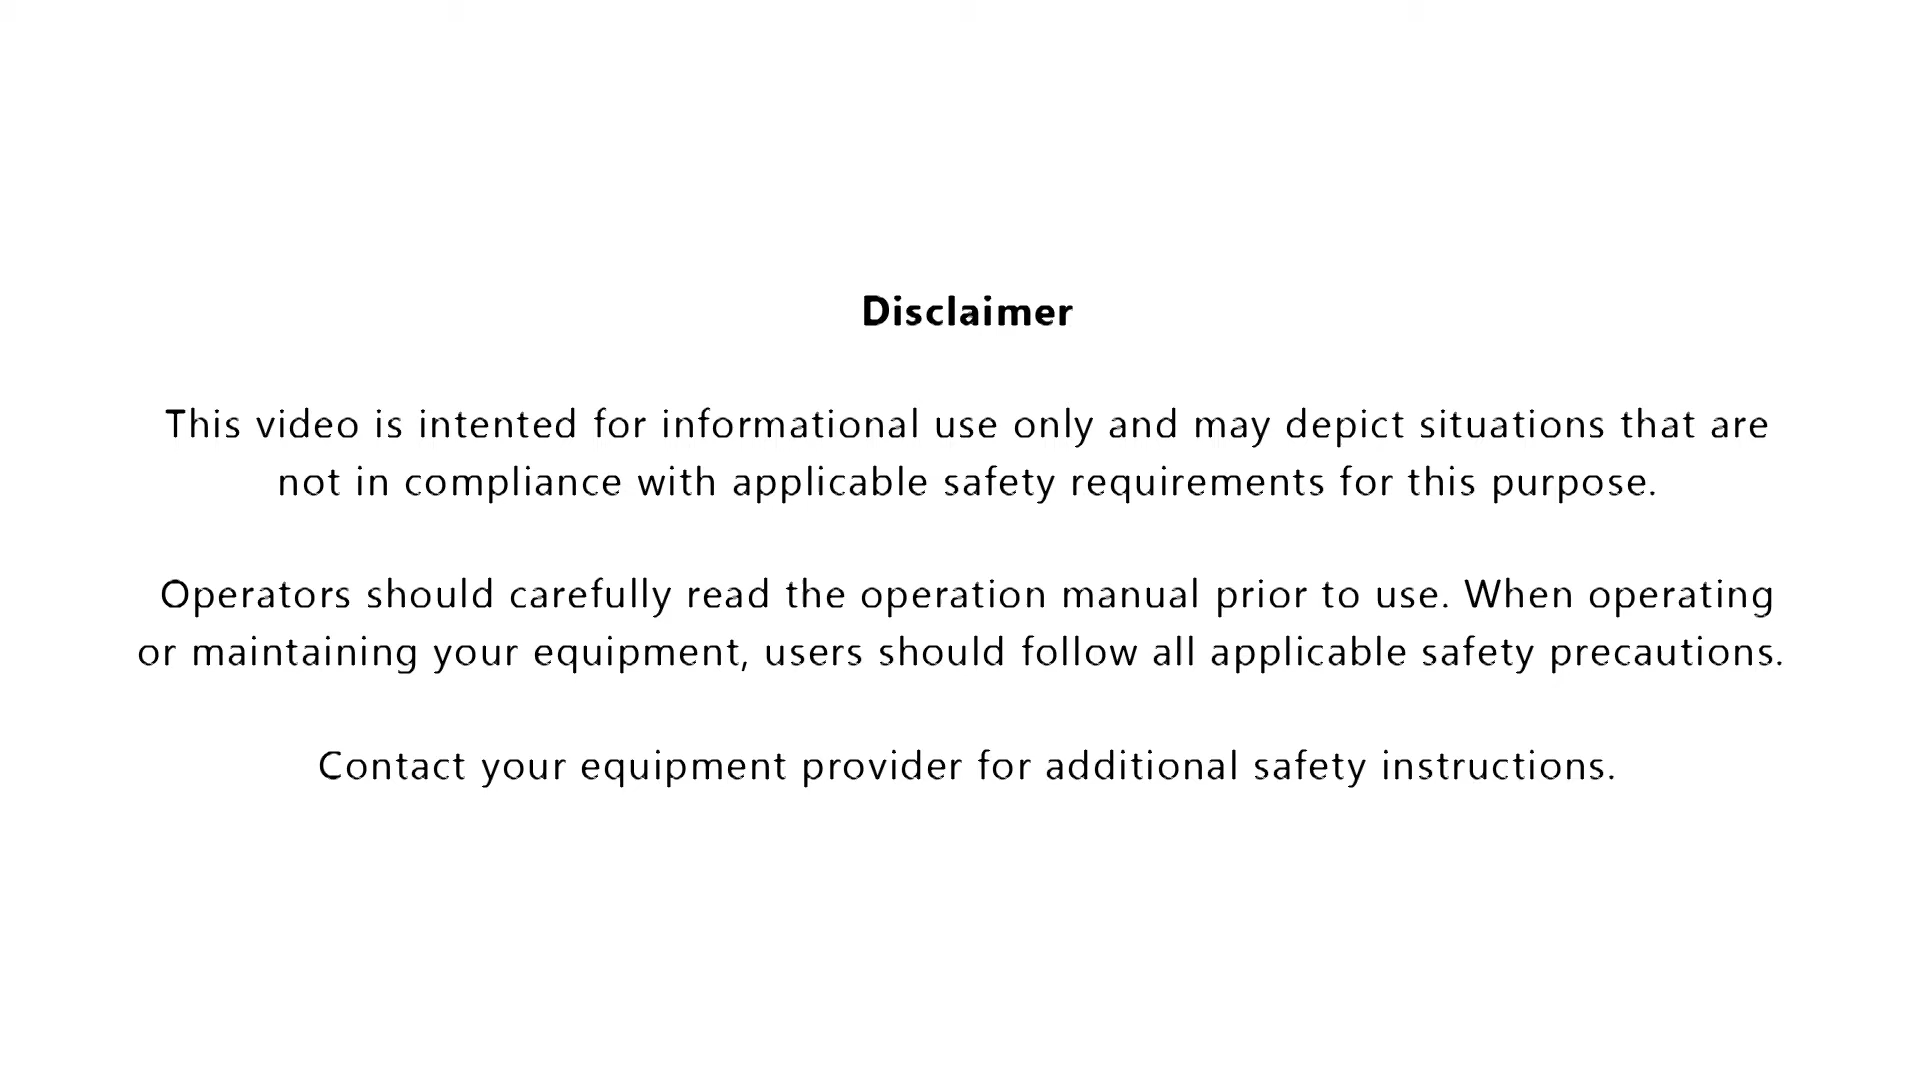 Disclaimer
This video is intented for informational use only and may depict situations that are
not in compliance with applicable safety requirements for this purpose.
Operators should carefully read the operation manual prior to use. When operating
or maintaining your equipment, users should follow all applicable safety precautions.
Contact your equipment provider for additional safety instructions.